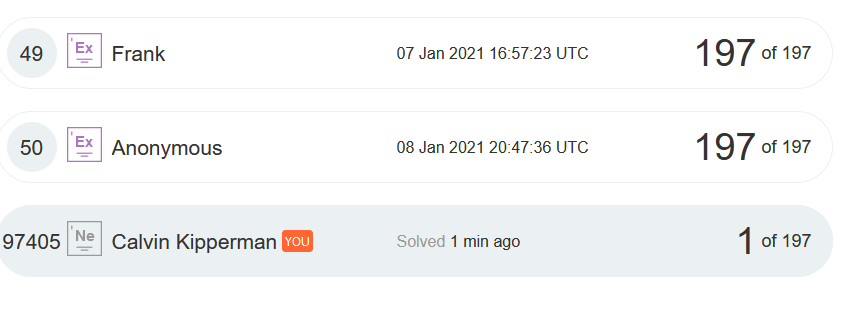 49 Ex Frank 07 Jan 2021 16:57:23 UTC 197 of 197
50 Ex Anonymous 08 Jan 2021 20:47:36 UTC 197 of 197
97405 Ne Calvin Kipperman YOU Solved 1 min ago 1 of 197